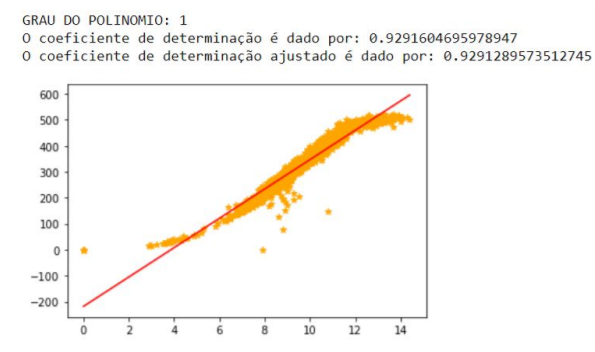 GRAU DO POLINOMIO: 1
O coeficiente de determinação é dado por: 0.9291604695978947
O coeficiente de determinação ajustado é dado por: 0.9291289573512745
600
500
400
300
200
100
0
−100
−200
0 2 4 6 8 10 12 14